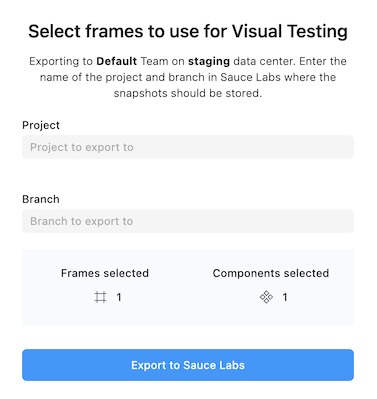 Select frames to use for Visual Testing
Exporting to Default Team on staging data center. Enter the
name of the project and branch in Sauce Labs where the
snapshots should be stored.
Project
Project to export to
Branch
Branch to export to
Frames selected
1
Components selected
1
Export to Sauce Labs